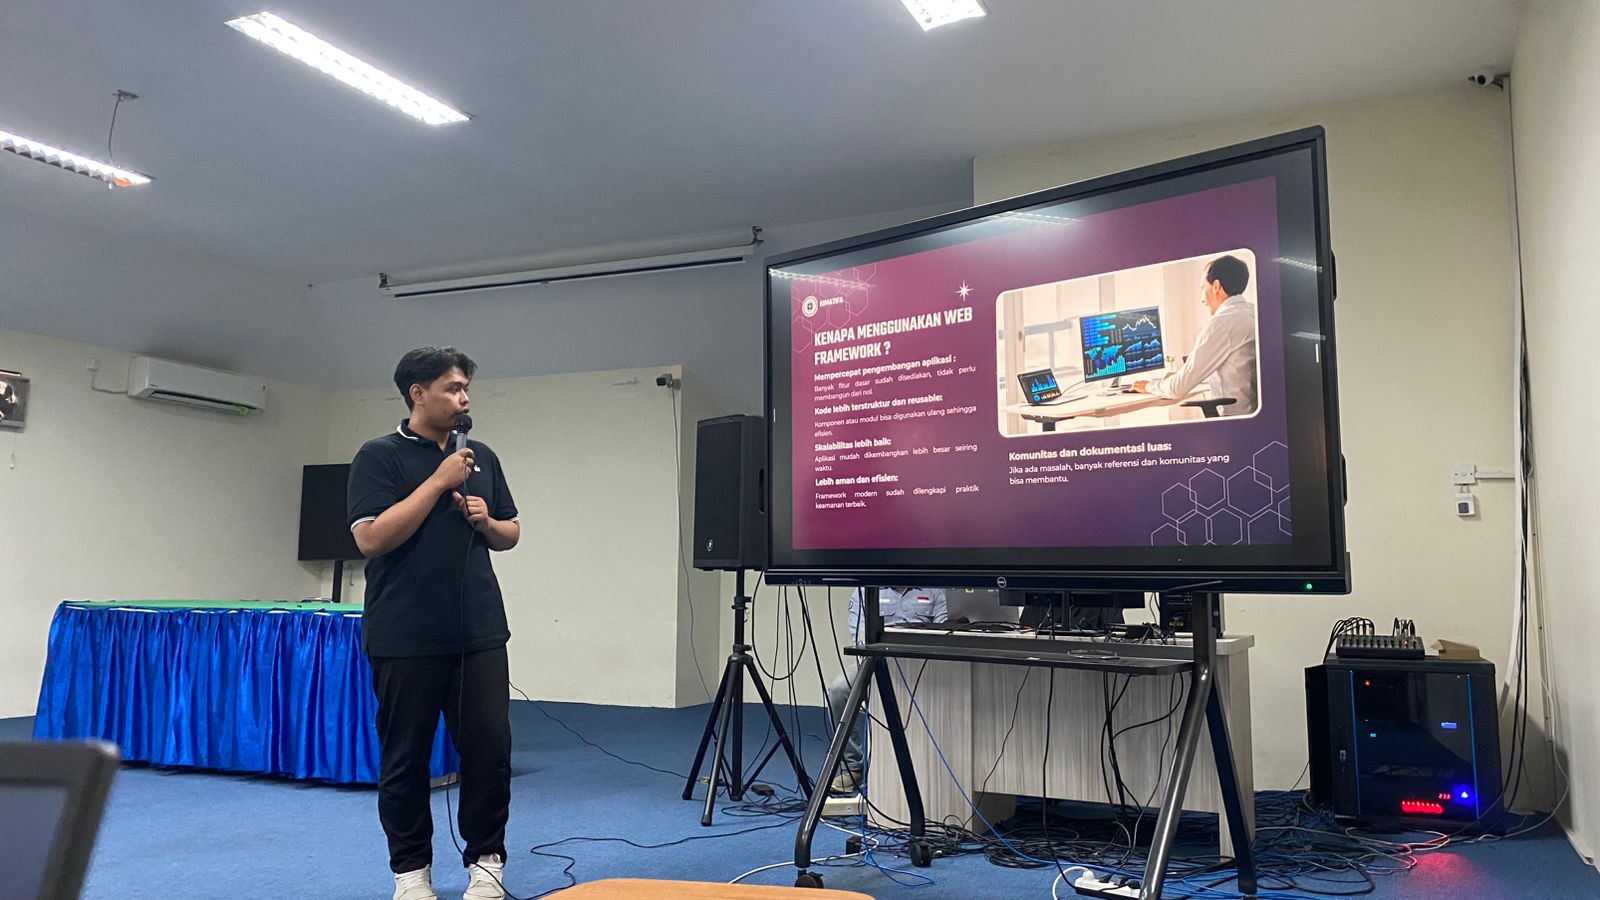 HIMATIFA
KENAPA MENGGUNAKAN WEB
FRAMEWORK ?
Mempercepat pengembangan aplikasi :
Banyak fitur dasar sudah disediakan, tidak perlu
membangun dari nol.
Kode lebih terstruktur dan reusable:
Komponen atau modul bisa digunakan ulang sehingga
efisien.
Skalabilitas lebih baik:
Aplikasi mudah dikembangkan lebih besar seiring
waktu.
Lebih aman dan efisien:
Framework modern sudah dilengkapi praktik
keamanan terbaik.
Komunitas dan dokumentasi luas:
Jika ada masalah, banyak referensi dan komunitas yang
bisa membantu.
DELL